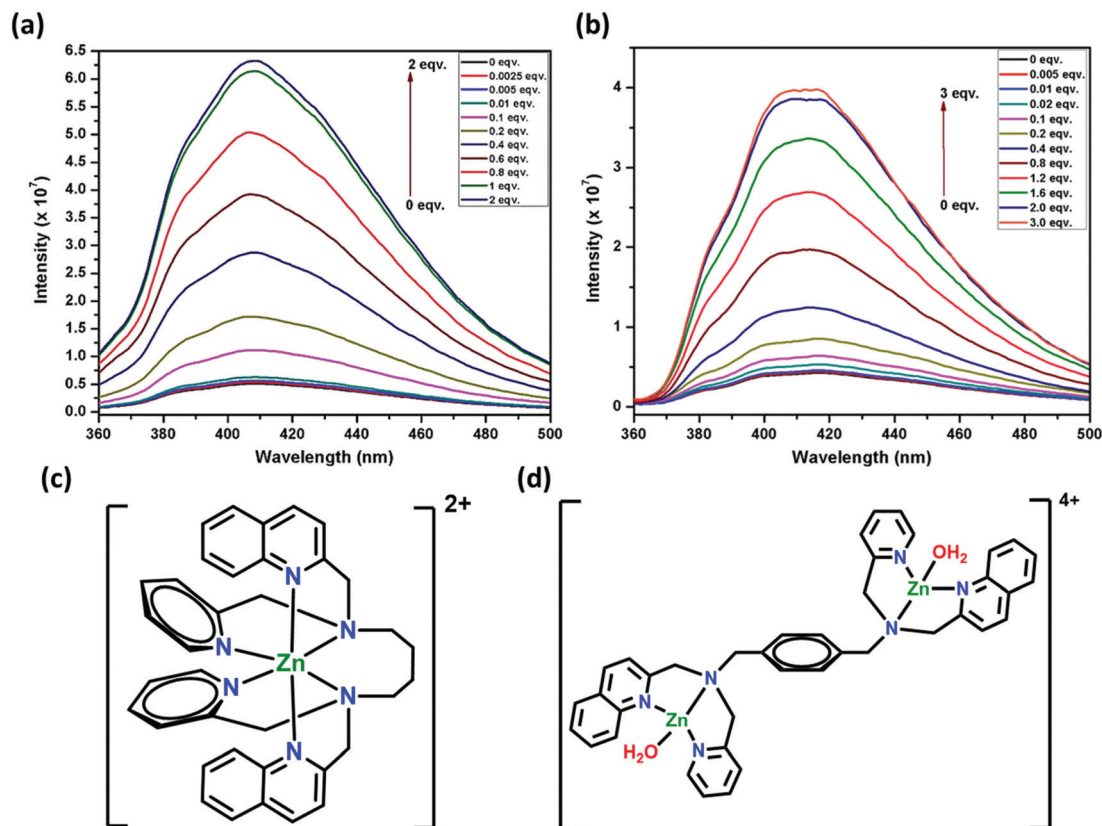 (a)
6.5
6.0
5.5
5.0
4.5
4.0
3.5
3.0
2.5
2.0
1.5
1.0
0.5
0.0
Intensity (x 10⁷)
360 380 400 420 440 460 480 500
Wavelength (nm)
2 eqv.
0 eqv.
0 eqv.
0.0025 eqv.
0.005 eqv.
0.01 eqv.
0.1 eqv.
0.2 eqv.
0.4 eqv.
0.6 eqv.
0.8 eqv.
1 eqv.
2 eqv.
(b)
4
3
2
1
0
Intensity (x 10⁷)
360 380 400 420 440 460 480 500
Wavelength (nm)
3 eqv.
0 eqv.
0 eqv.
0.005 eqv.
0.01 eqv.
0.02 eqv.
0.1 eqv.
0.2 eqv.
0.4 eqv.
0.8 eqv.
1.2 eqv.
1.6 eqv.
2.0 eqv.
3.0 eqv.
(c)
2+
N
N
N
Zn
N
N
N
(d)
4+
N
OH₂
Zn
N
N
N
N
Zn
H₂O
N